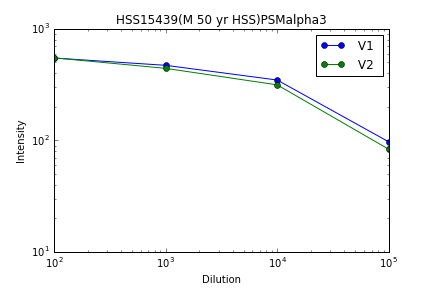 HSS15439(M 50 yr HSS)PSMalpha3
10³
10²
10¹
Intensity
V1
V2
10² 10³ 10⁴ 10⁵
Dilution